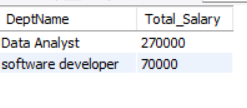 DeptName Total_Salary
Data Analyst 270000
software developer 70000